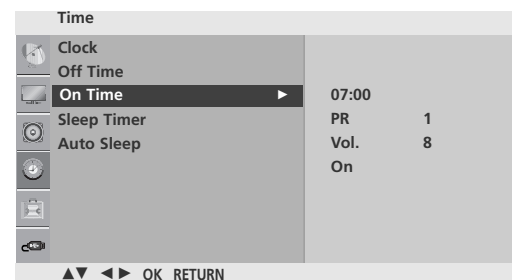 Time
Clock
Off Time
On Time ►
Sleep Timer
Auto Sleep
07:00
PR 1
Vol. 8
On
▲▼ ◄► OK RETURN